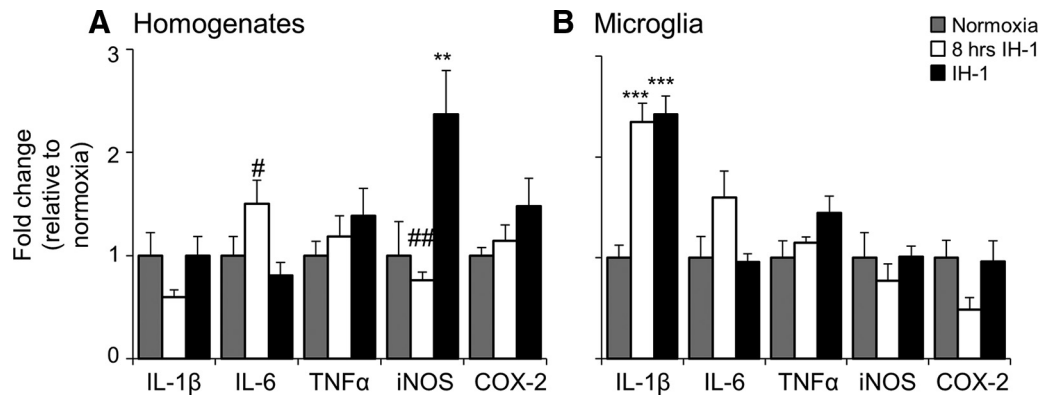 A Homogenates
B Microglia
Normoxia
8 hrs IH-1
IH-1
Fold change
(relative to
normoxia)
3
2
1
0
#
##
**
***
***
IL-1β IL-6 TNFα iNOS COX-2
IL-1β IL-6 TNFα iNOS COX-2